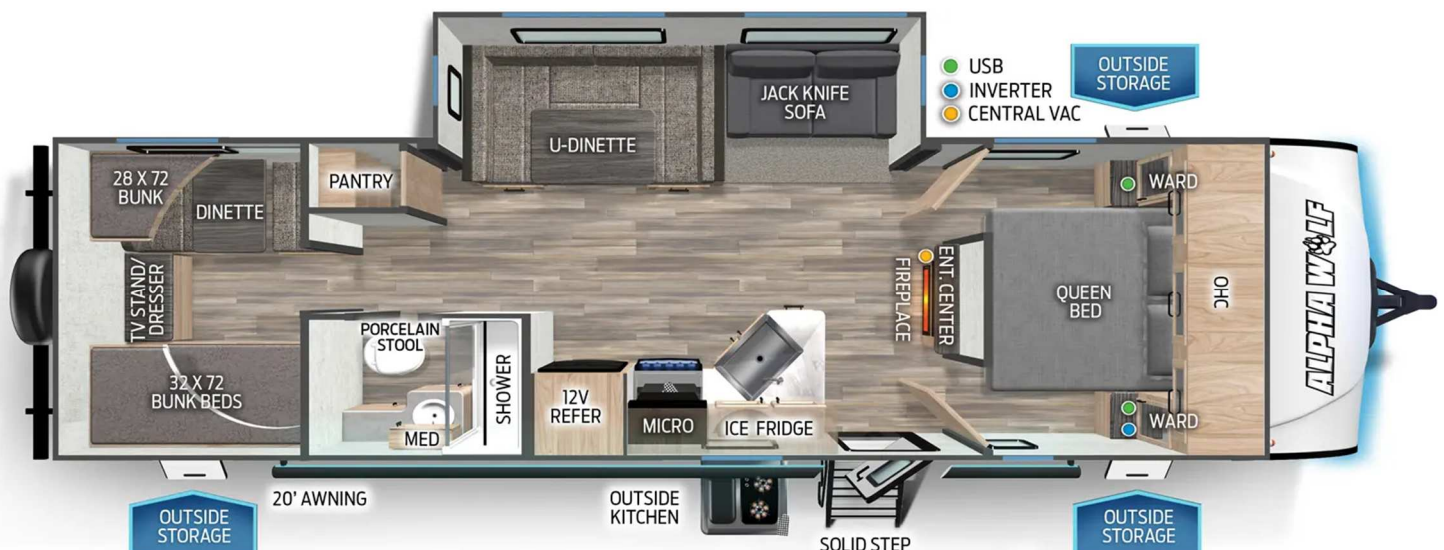 USB
INVERTER
CENTRAL VAC
OUTSIDE
STORAGE
JACK KNIFE
SOFA
U-DINETTE
28 X 72
BUNK
DINETTE
PANTRY
WARD
TV STAND/
DRESSER
ENT. CENTER
FIREPLACE
QUEEN
BED
OHC
ALPHA WOLF
PORCELAIN
STOOL
SHOWER
32 X 72
BUNK BEDS
MED
12V
REFER
MICRO
ICE FRIDGE
WARD
20' AWNING
OUTSIDE
KITCHEN
OUTSIDE
STORAGE
SOLID STEP
OUTSIDE
STORAGE